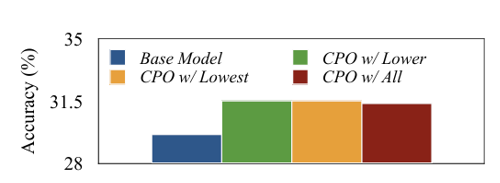 35
Base Model
CPO w/ Lower
CPO w/ Lowest
CPO w/ All
31.5
28
Accuracy (%)